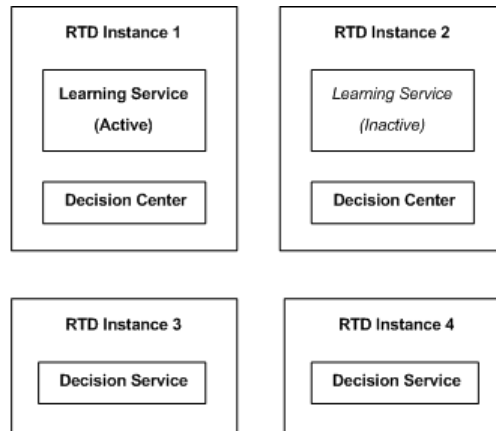 RTD Instance 1
Learning Service
(Active)
Decision Center
RTD Instance 2
Learning Service
(Inactive)
Decision Center
RTD Instance 3
Decision Service
RTD Instance 4
Decision Service